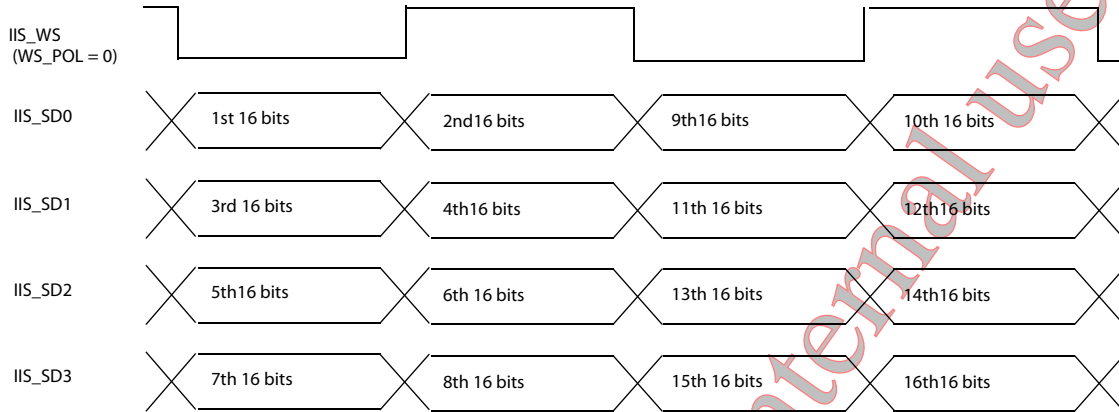 IIS_WS
(WS_POL = 0)
IIS_SD0
1st 16 bits
2nd16 bits
9th16 bits
10th 16 bits
IIS_SD1
3rd 16 bits
4th16 bits
11th 16 bits
12th16 bits
IIS_SD2
5th16 bits
6th 16 bits
13th 16 bits
14th16 bits
IIS_SD3
7th 16 bits
8th 16 bits
15th 16 bits
16th16 bits
ternal use